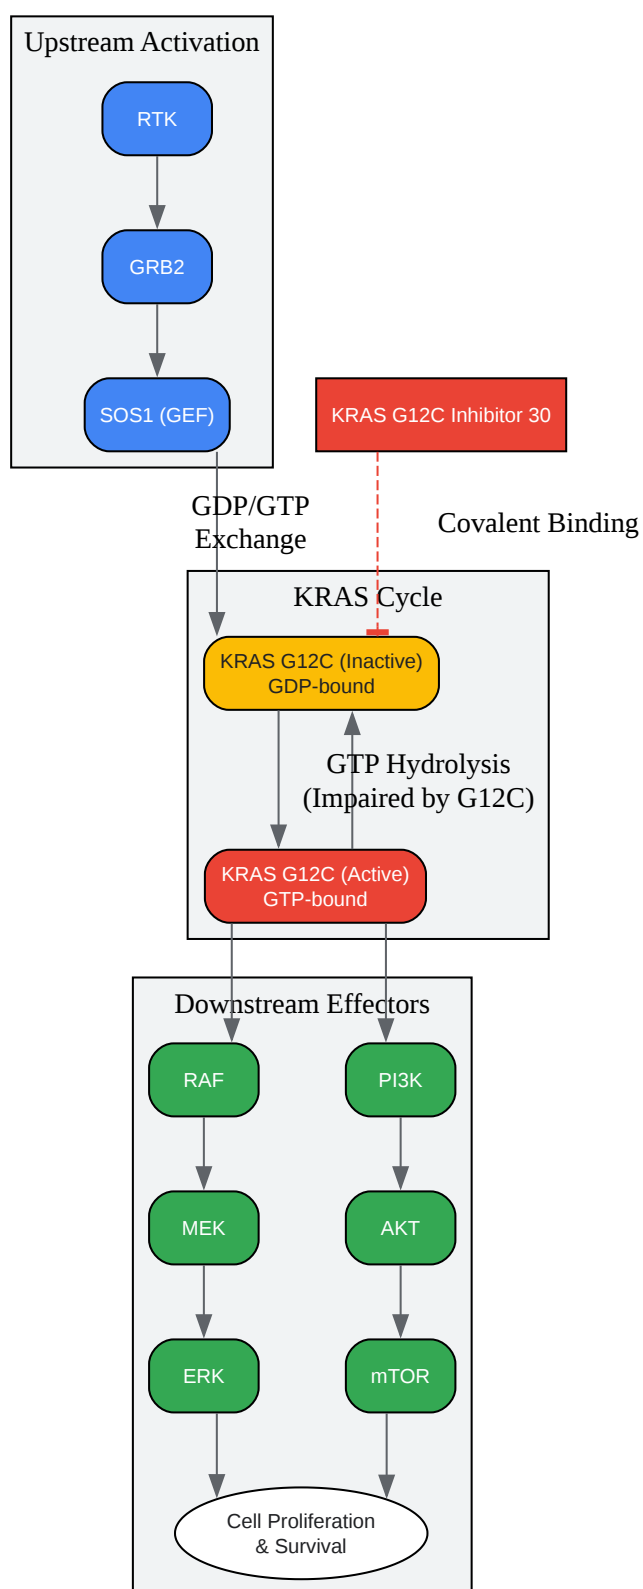 Upstream Activation
RTK
GRB2
SOS1 (GEF)
KRAS G12C Inhibitor 30
GDP/GTP
Exchange
Covalent Binding
KRAS Cycle
KRAS G12C (Inactive)
GDP-bound
GTP Hydrolysis
(Impaired by G12C)
KRAS G12C (Active)
GTP-bound
Downstream Effectors
RAF
PI3K
MEK
AKT
ERK
mTOR
Cell Proliferation
& Survival